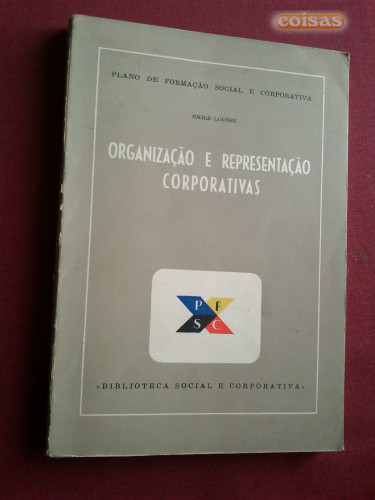 coisas
PLANO DE FORMAÇÃO SOCIAL E CORPORATIVA
EMILE LOUSSE
ORGANIZAÇÃO E REPRESENTAÇÃO
CORPORATIVAS
P F
S C
«BIBLIOTECA SOCIAL E CORPORATIVA»